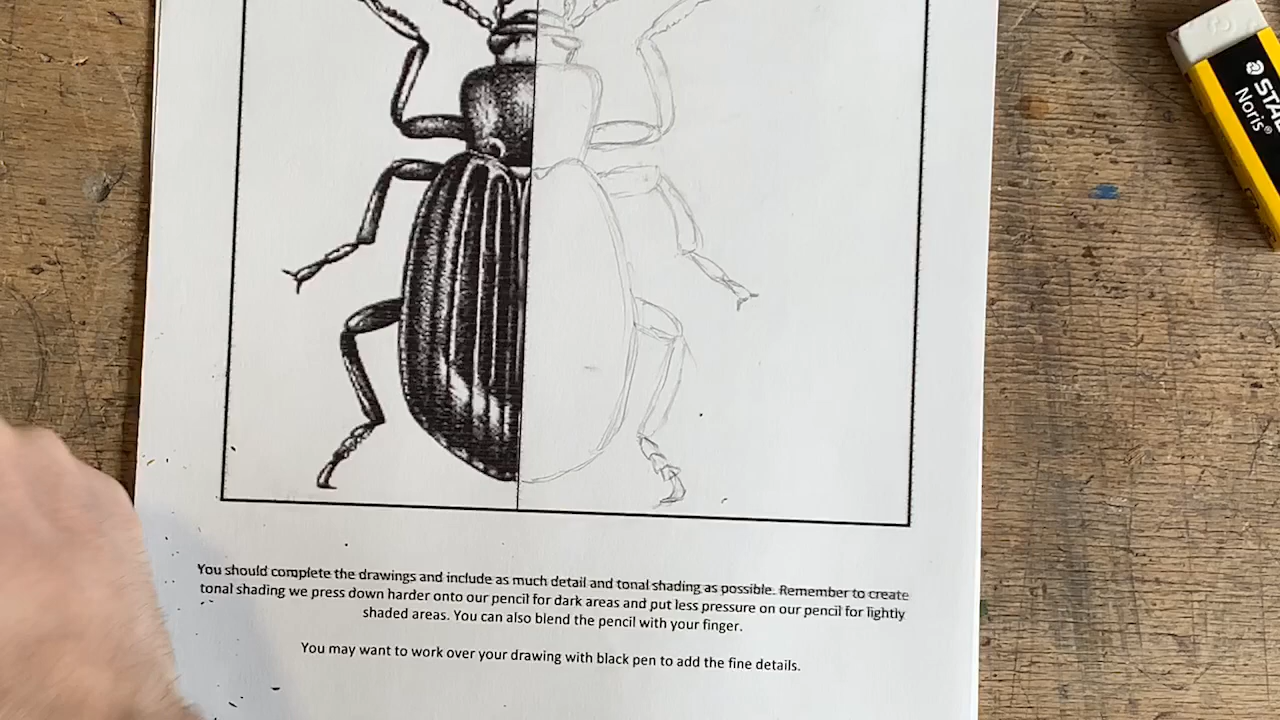 STA
Noris®
You should complete the drawings and include as much detail and tonal shading as possible. Remember to create
tonal shading we press down harder onto our pencil for dark areas and put less pressure on our pencil for lightly
shaded areas. You can also blend the pencil with your finger.
You may want to work over your drawing with black pen to add the fine details.